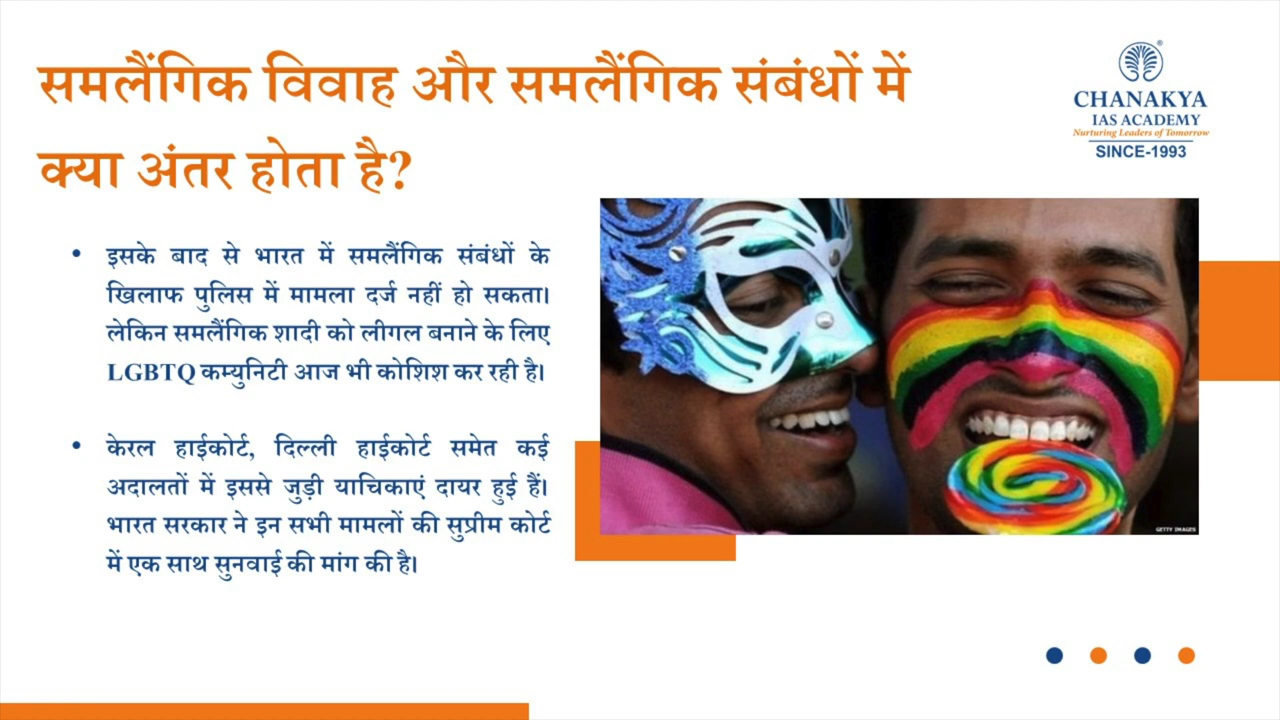 समलैंगिक विवाह और समलैंगिक संबंधों में
क्या अंतर होता है?
CHANAKYA
IAS ACADEMY
Nurturing Leaders of Tomorrow
SINCE-1993
• इसके बाद से भारत में समलैंगिक संबंधों के
खिलाफ पुलिस में मामला दर्ज नहीं हो सकता।
लेकिन समलैंगिक शादी को लीगल बनाने के लिए
LGBTQ कम्युनिटी आज भी कोशिश कर रही है।
• केरल हाईकोर्ट, दिल्ली हाईकोर्ट समेत कई
अदालतों में इससे जुड़ी याचिकाएं दायर हुई हैं।
भारत सरकार ने इन सभी मामलों की सुप्रीम कोर्ट
में एक साथ सुनवाई की मांग की है।
GETTY IMAGES